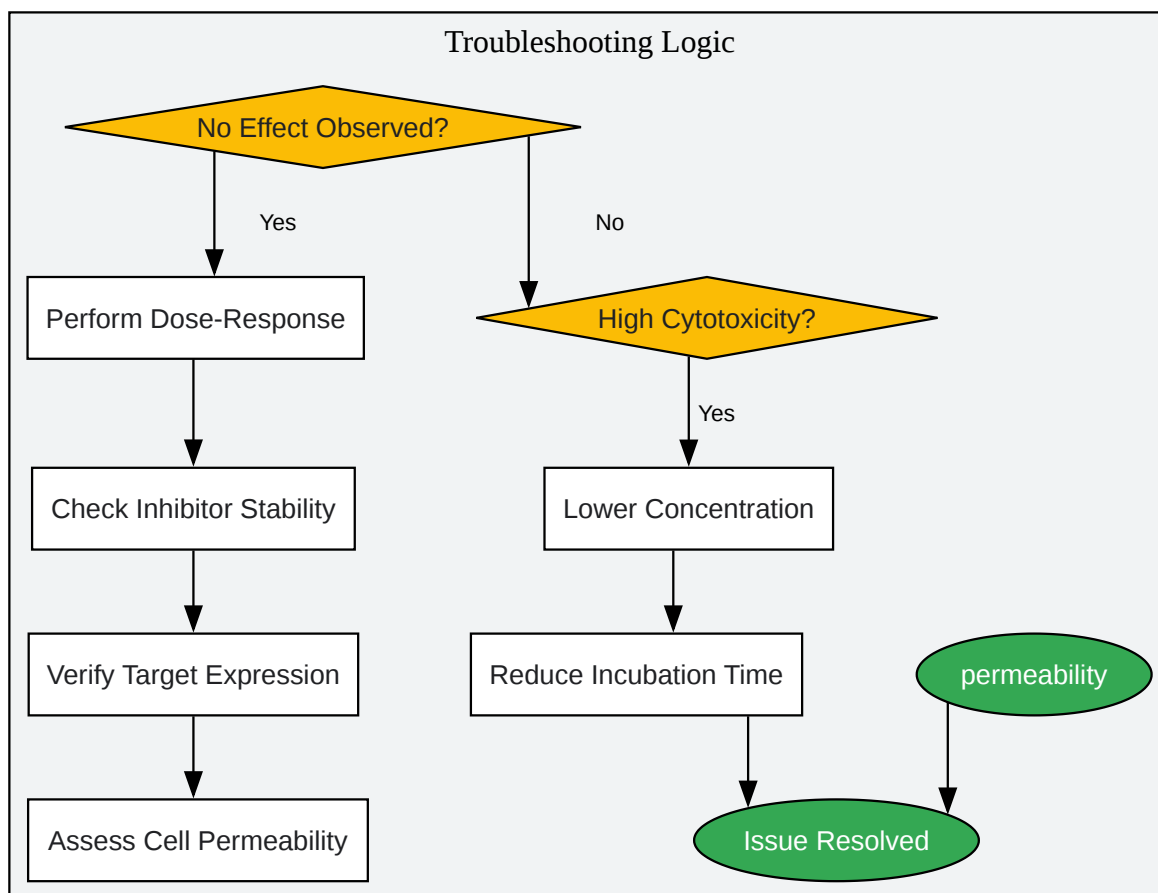 Troubleshooting Logic
No Effect Observed?
Yes
No
Perform Dose-Response
High Cytotoxicity?
Yes
Check Inhibitor Stability
Lower Concentration
Verify Target Expression
Reduce Incubation Time
permeability
Assess Cell Permeability
Issue Resolved